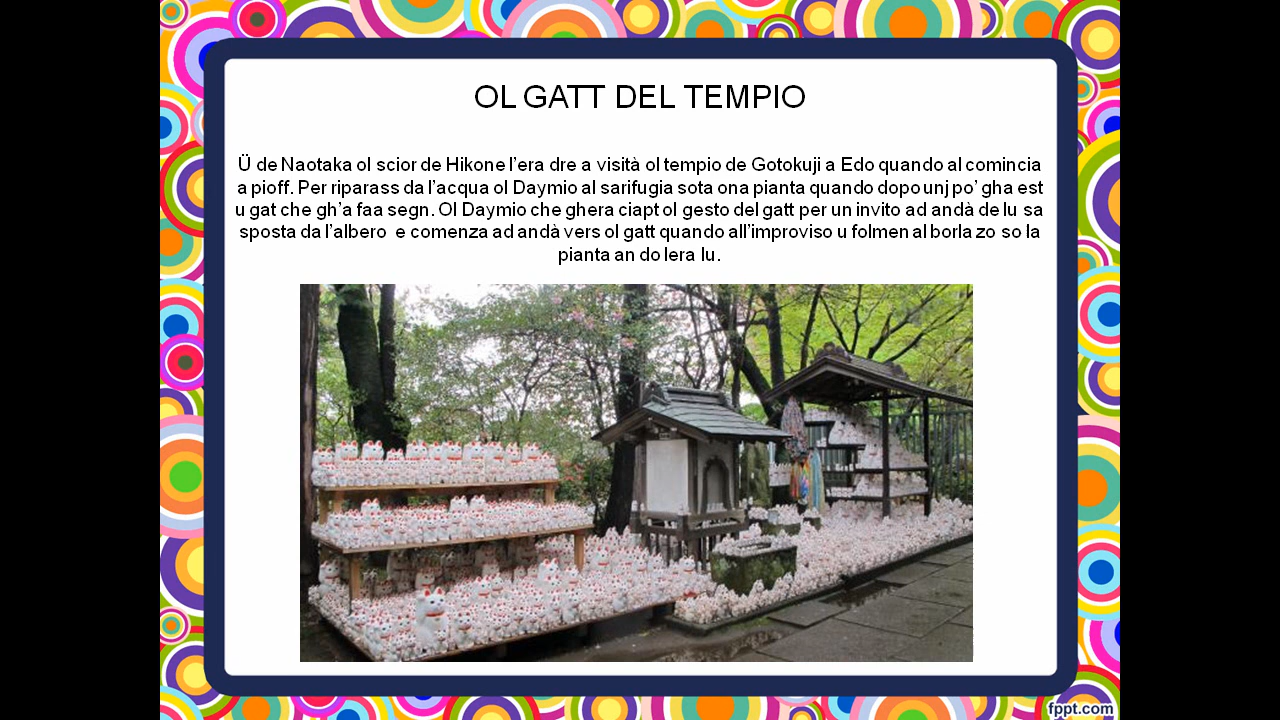 OL GATT DEL TEMPIO
Ü de Naotaka ol scior de Hikone l'era dre a visità ol tempio de Gotokuji a Edo quando al comincia
a pioff. Per riparass da l'acqua ol Daymio al sarifugia sota ona pianta quando dopo unj po' gha est
u gat che gh'a faa segn. Ol Daymio che ghera ciapt ol gesto del gatt per un invito ad andà de lu sa
sposta da l'albero e comenza ad andà vers ol gatt quando all'improviso u folmen al borla zo so la
pianta an do lera lu.
fppt.com